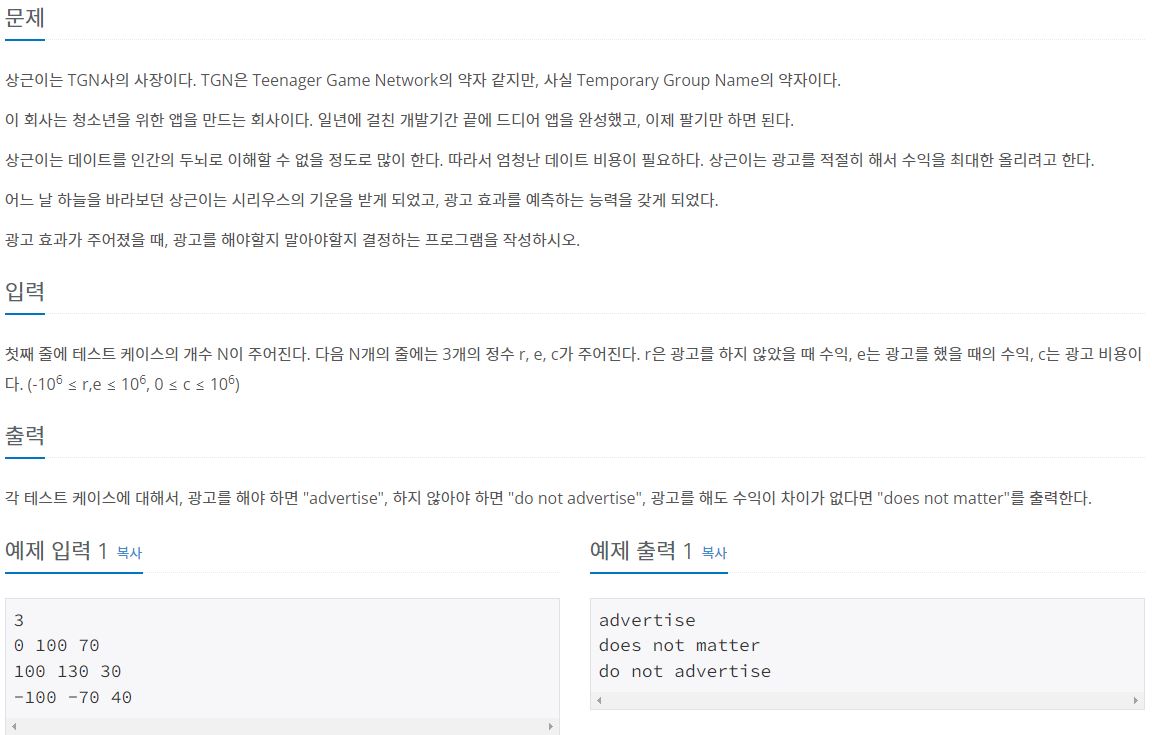 문제
상근이는 TGN사의 사장이다. TGN은 Teenager Game Network의 약자 같지만, 사실 Temporary Group Name의 약자이다.
이 회사는 청소년을 위한 앱을 만드는 회사이다. 일년에 걸친 개발기간 끝에 드디어 앱을 완성했고, 이제 팔기만 하면 된다.
상근이는 데이트를 인간의 두뇌로 이해할 수 없을 정도로 많이 한다. 따라서 엄청난 데이트 비용이 필요하다. 상근이는 광고를 적절히 해서 수익을 최대한 올리려고 한다.
어느 날 하늘을 바라보던 상근이는 시리우스의 기운을 받게 되었고, 광고 효과를 예측하는 능력을 갖게 되었다.
광고 효과가 주어졌을 때, 광고를 해야할지 말아야할지 결정하는 프로그램을 작성하시오.
입력
첫째 줄에 테스트 케이스의 개수 N이 주어진다. 다음 N개의 줄에는 3개의 정수 r, e, c가 주어진다. r은 광고를 하지 않았을 때 수익, e는 광고를 했을 때의 수익, c는 광고 비용이
다. (-10⁶ ≤ r,e ≤ 10⁶, 0 ≤ c ≤ 10⁶)
출력
각 테스트 케이스에 대해서, 광고를 해야 하면 "advertise", 하지 않아야 하면 "do not advertise", 광고를 해도 수익이 차이가 없다면 "does not matter"를 출력한다.
예제 입력 1 복사
3
0 100 70
100 130 30
-100 -70 40
예제 출력 1 복사
advertise
does not matter
do not advertise